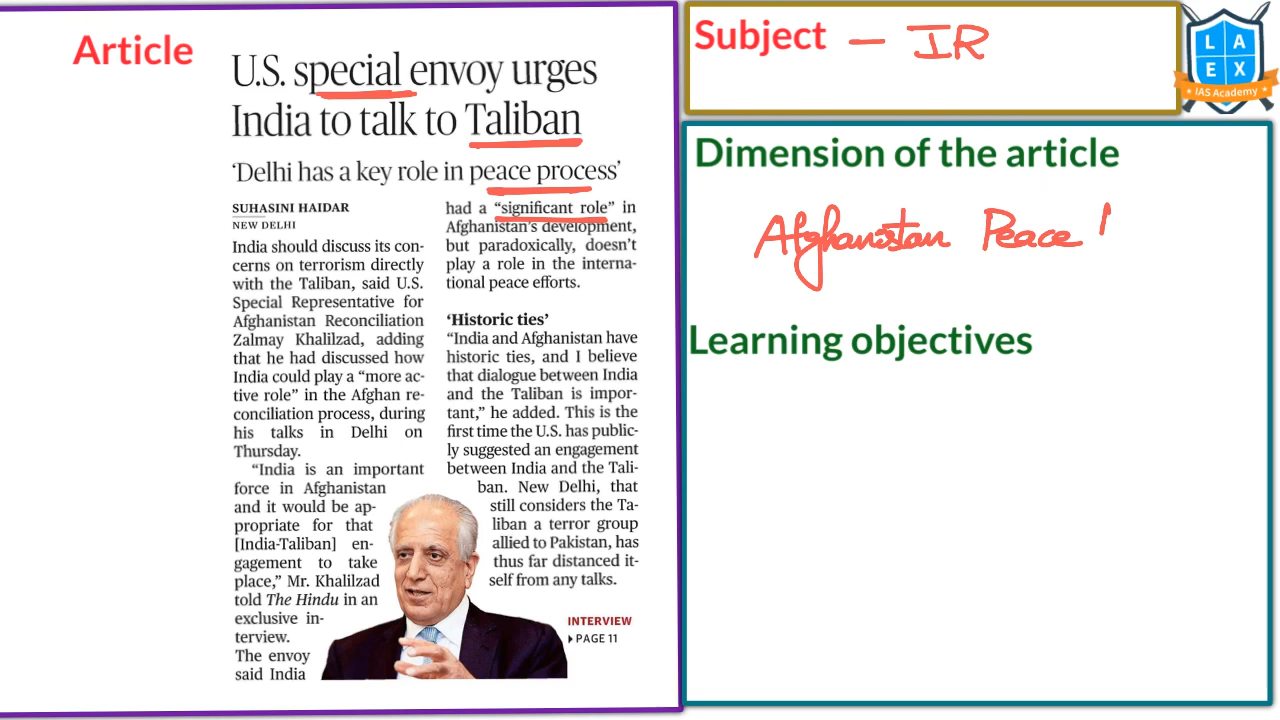 Article
U.S. special envoy urges
India to talk to Taliban
‘Delhi has a key role in peace process’
SUHASINI HAIDAR
NEW DELHI
India should discuss its con-
cerns on terrorism directly
with the Taliban, said U.S.
Special Representative for
Afghanistan Reconciliation
Zalmay Khalilzad, adding
that he had discussed how
India could play a “more ac-
tive role” in the Afghan re-
conciliation process, during
his talks in Delhi on
Thursday.
“India is an important
force in Afghanistan
and it would be ap-
propriate for that
[India-Taliban] en-
gagement to take
place,” Mr. Khalilzad
told The Hindu in an
exclusive in-
terview.
The envoy
said India
had a “significant role” in
Afghanistan’s development,
but paradoxically, doesn’t
play a role in the interna-
tional peace efforts.
‘Historic ties’
“India and Afghanistan have
historic ties, and I believe
that dialogue between India
and the Taliban is impor-
tant,” he added. This is the
first time the U.S. has public-
ly suggested an engagement
between India and the Tali-
ban. New Delhi, that
still considers the Ta-
liban a terror group
allied to Pakistan, has
thus far distanced it-
self from any talks.
INTERVIEW
PAGE 11
Subject - IR
LAEX
IAS Academy
Dimension of the article
Afghanistan Peace
Learning objectives